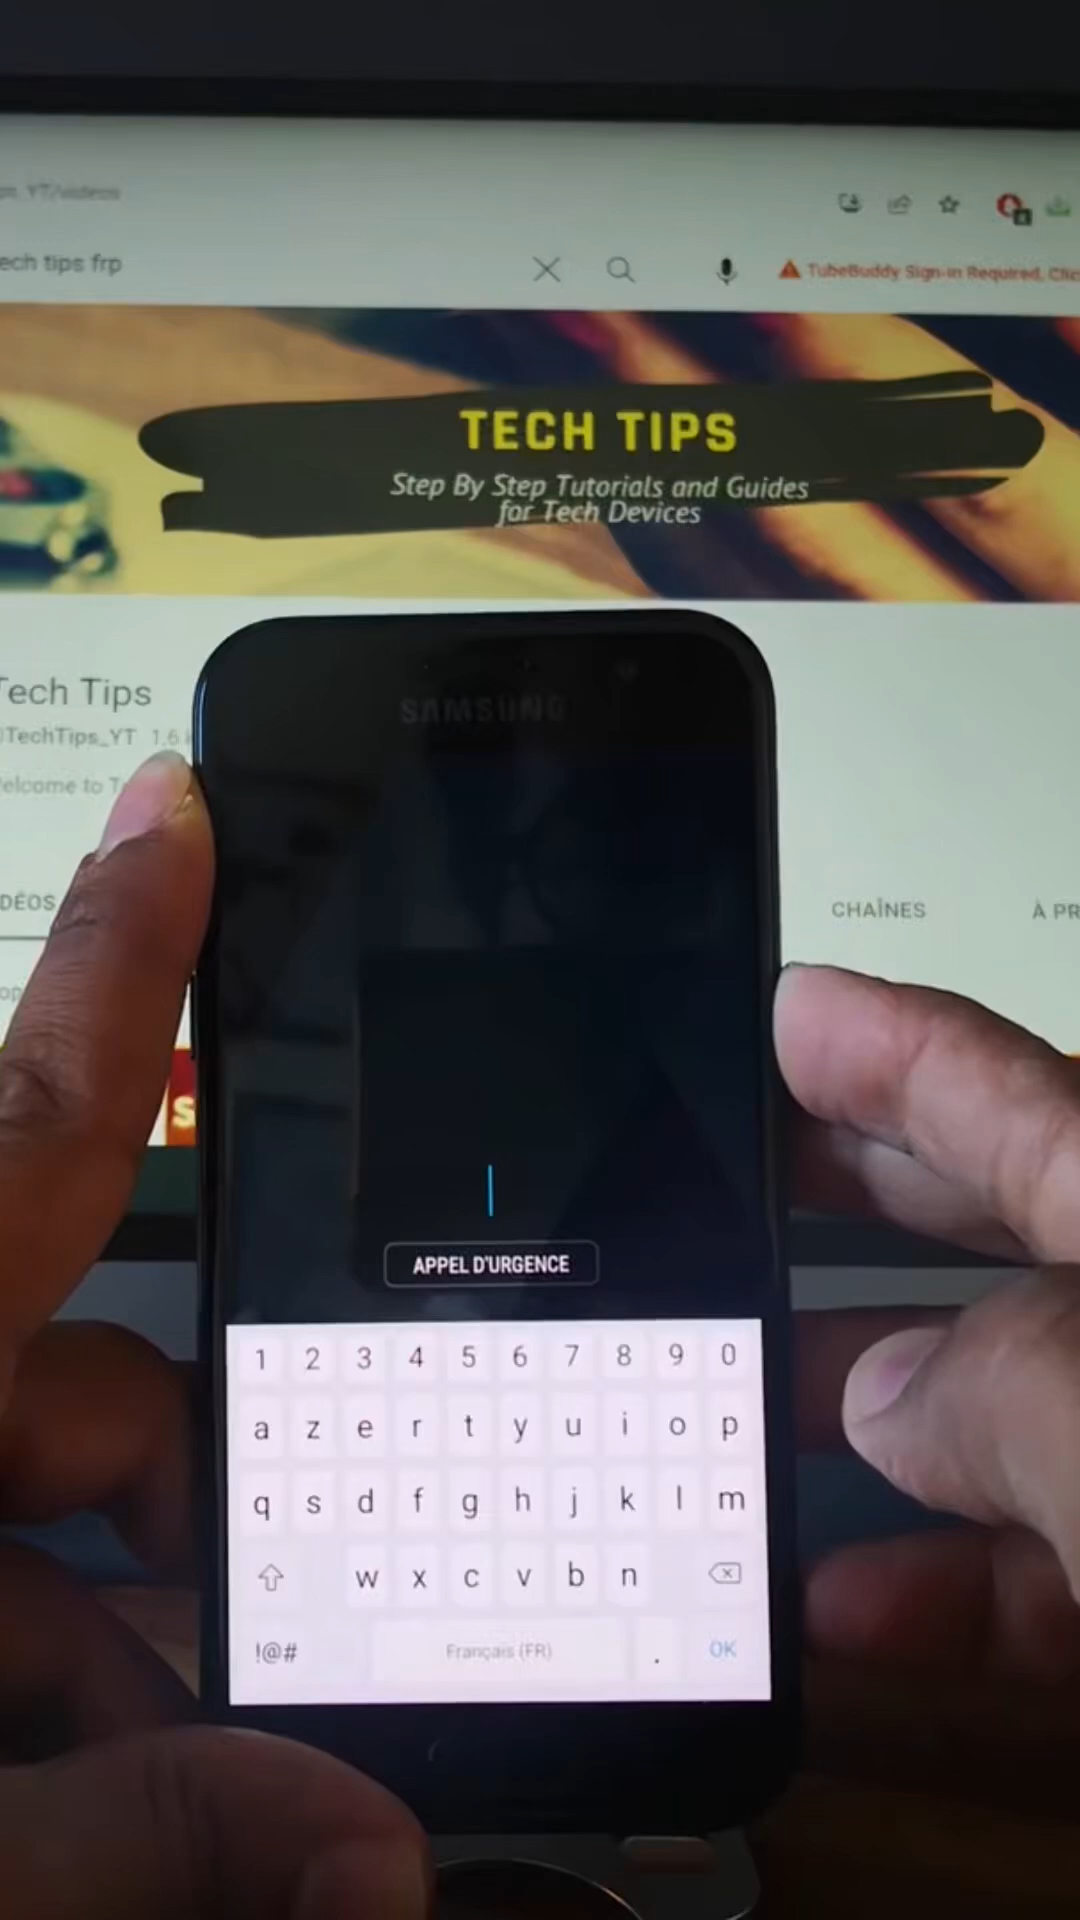 YT/videos
ech tips frp
TubeBuddy Sign-in Required, Clic
TECH TIPS
Step By Step Tutorials and Guides
for Tech Devices
Tech Tips
TechTips_YT 1,6
elcome to T
DÉOS
CHAÎNES
À PR
op
S
SAMSUNG
APPEL D'URGENCE
1 2 3 4 5 6 7 8 9 0
a z e r t y u i o p
q s d f g h j k l m
w x c v b n
!@# Français (FR) . OK